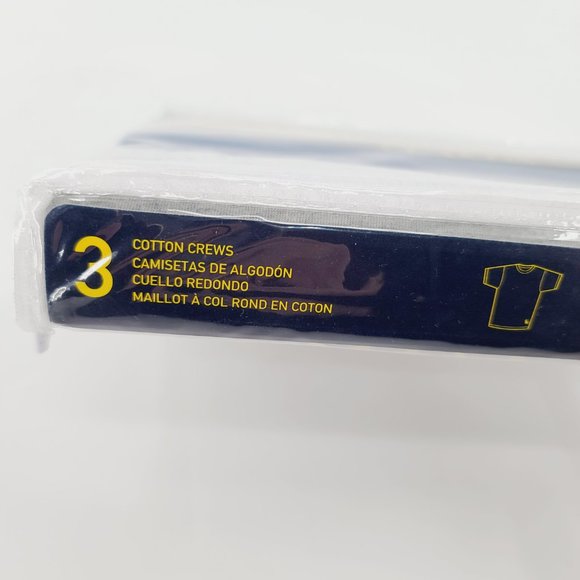 3
COTTON CREWS
CAMISETAS DE ALGODÓN
CUELLO REDONDO
MAILLOT À COL ROND EN COTON